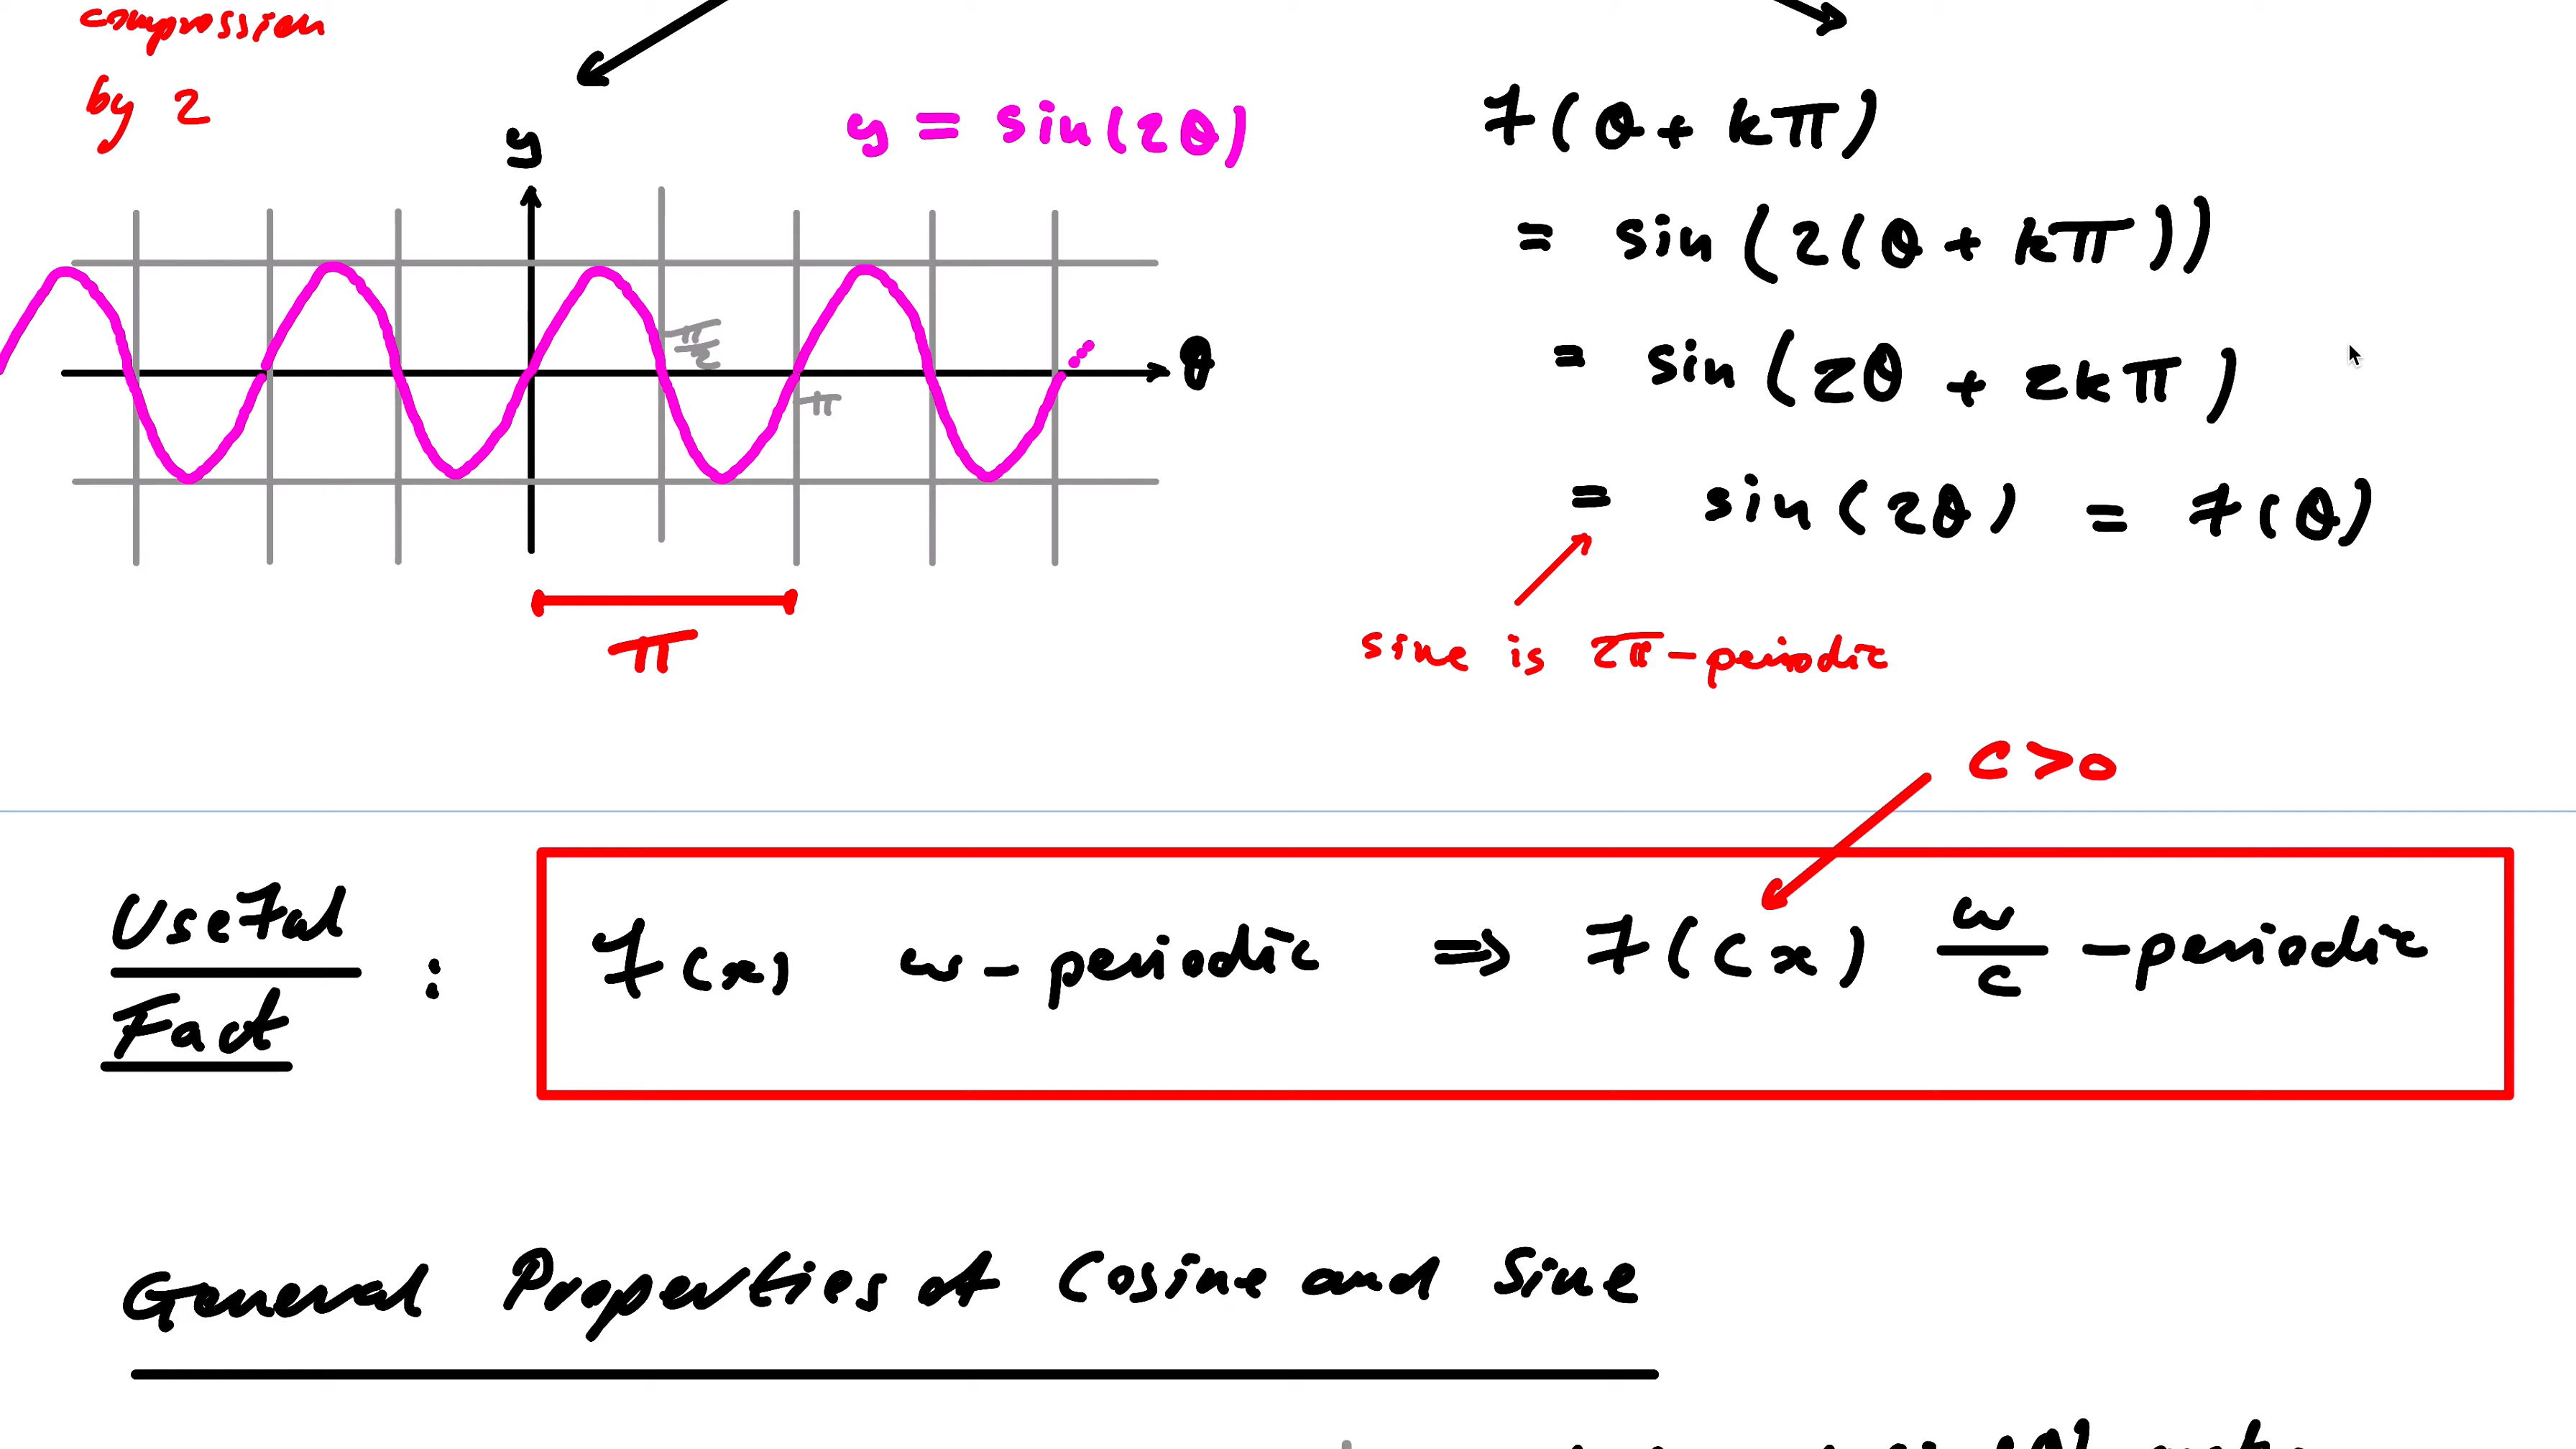 compression
by 2
y
y = sin(2θ)
π/2
θ
π
π
f(θ + kπ)
= sin(2(θ + kπ))
= sin(2θ + 2kπ)
= sin(2θ) = f(θ)
sine is 2π-periodic
c>0
Useful
Fact :
f(x) w-periodic ⇒ f(cx) w/c -periodic
General Properties of Cosine and Sine